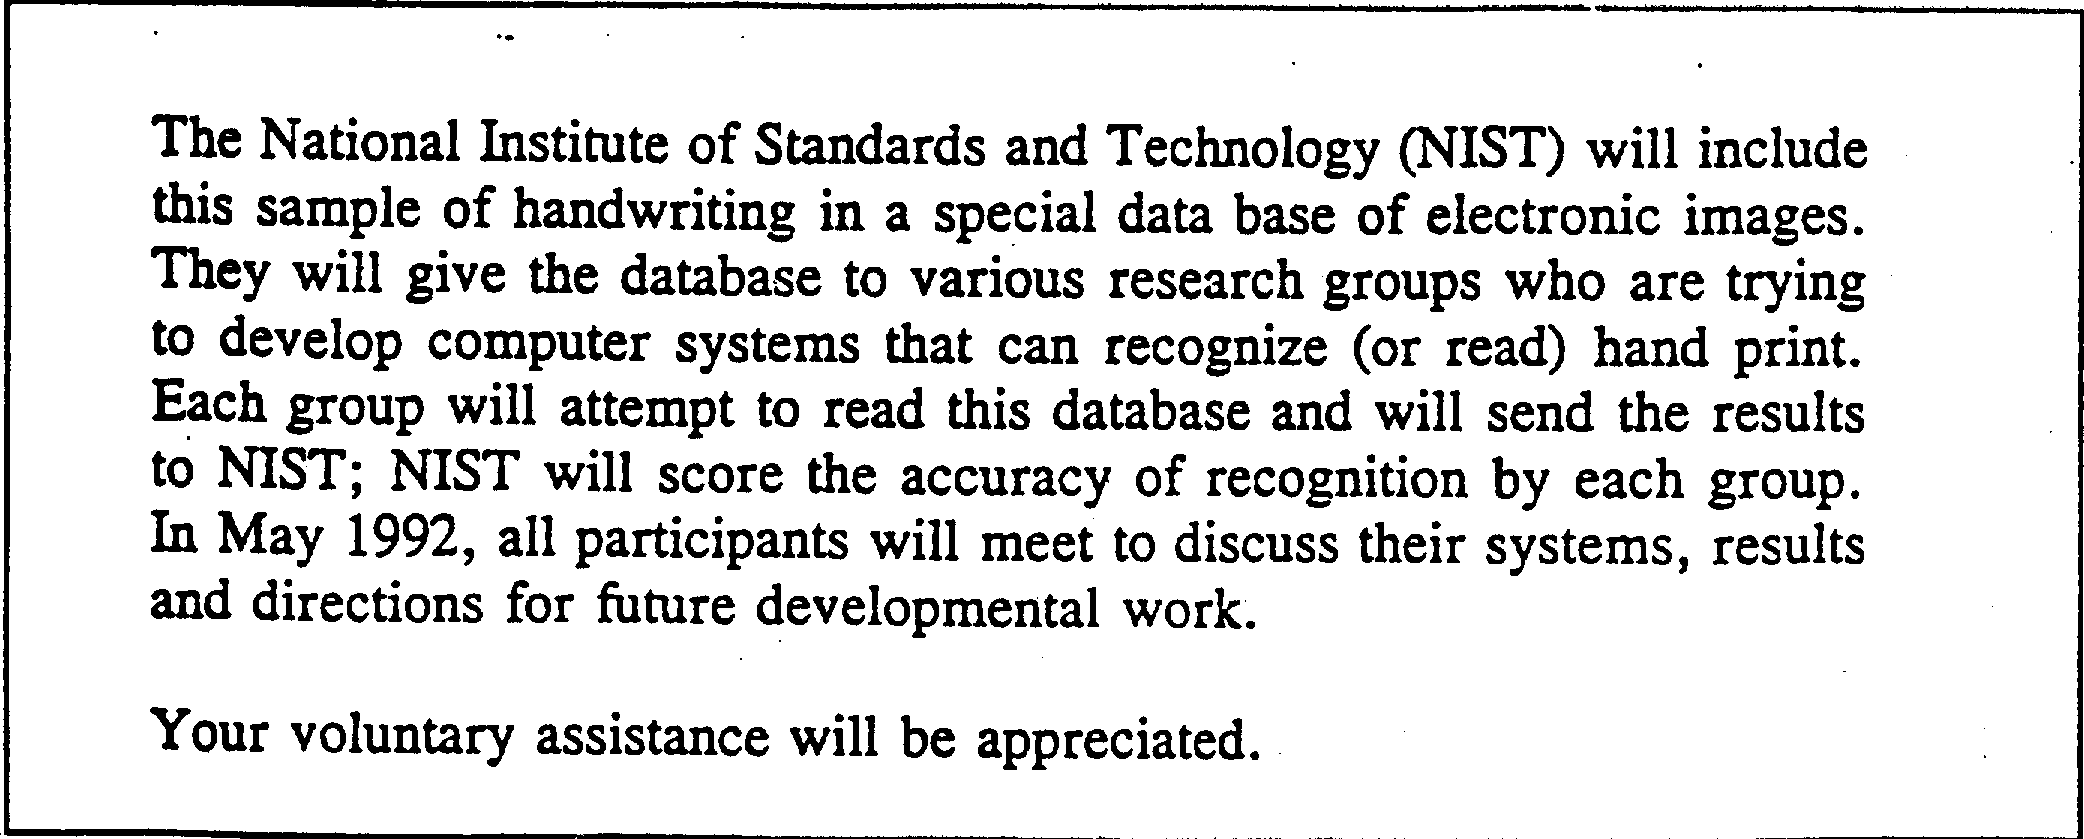 The National Institute of Standards and Technology (NIST) will include
this sample of handwriting in a special data base of electronic images.
They will give the database to various research groups who are trying
to develop computer systems that can recognize (or read) hand print.
Each group will attempt to read this database and will send the results
to NIST; NIST will score the accuracy of recognition by each group.
In May 1992, all participants will meet to discuss their systems, results
and directions for future developmental work.
Your voluntary assistance will be appreciated.